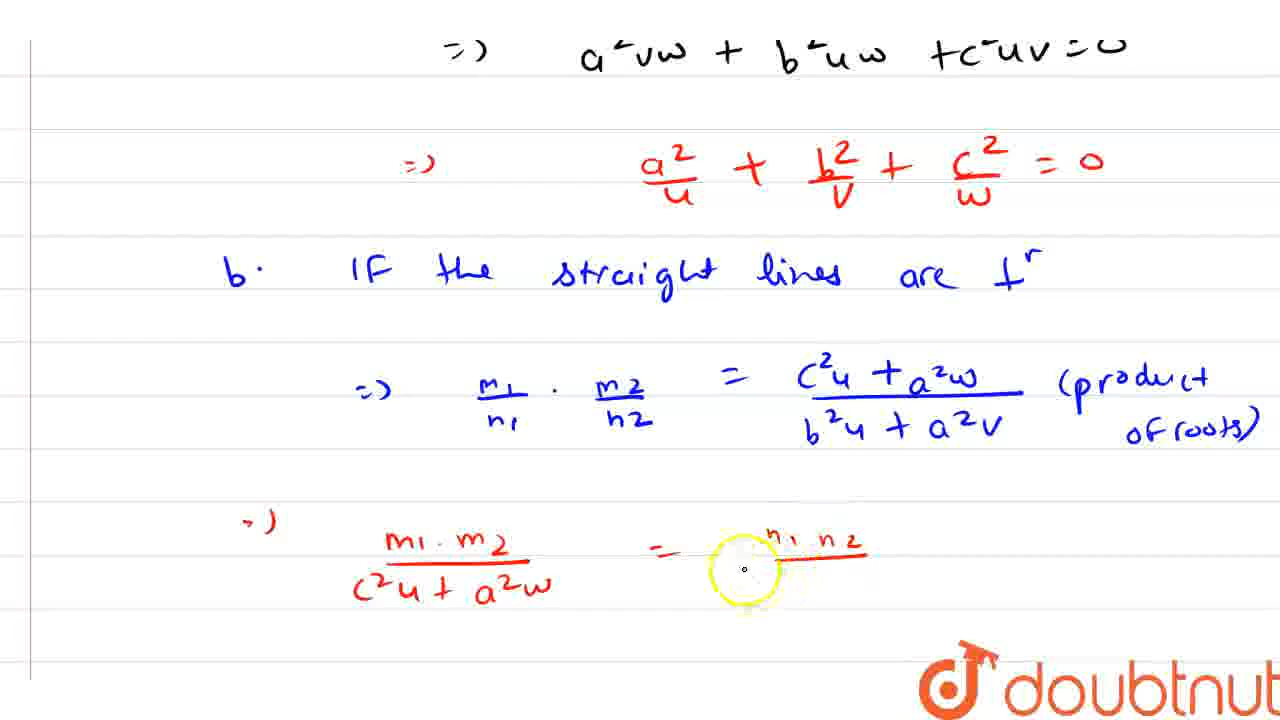 =) a²vw + b²uw + c²uv = 0
=) a²/u + b²/v + c²/w = 0
b. IF the straight lines are ⊥ʳ
=) m₁/n₁ · m₂/n₂ = (c²u + a²w)/(b²u + a²v) (product
of roots)
=) m₁·m₂/(c²u + a²w) = n₁·n₂/
doubtnut